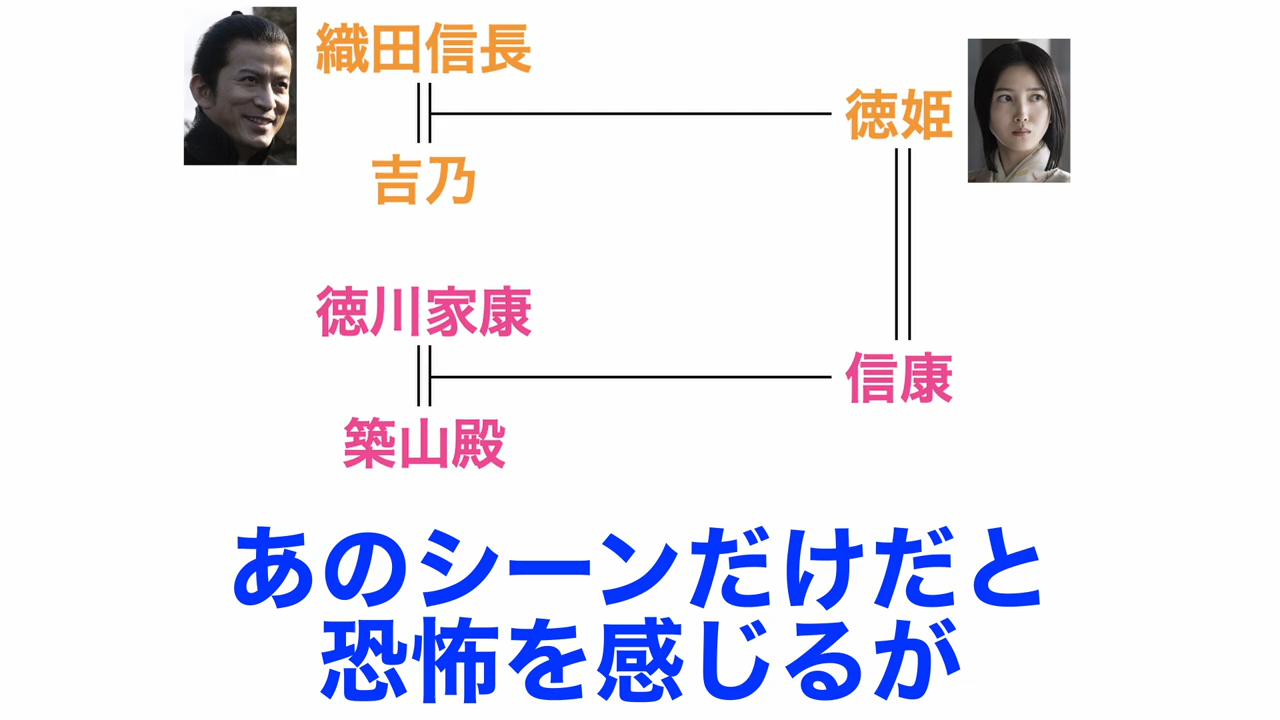 織田信長
徳姫
吉乃
徳川家康
信康
築山殿
あのシーンだけだと
恐怖を感じるが